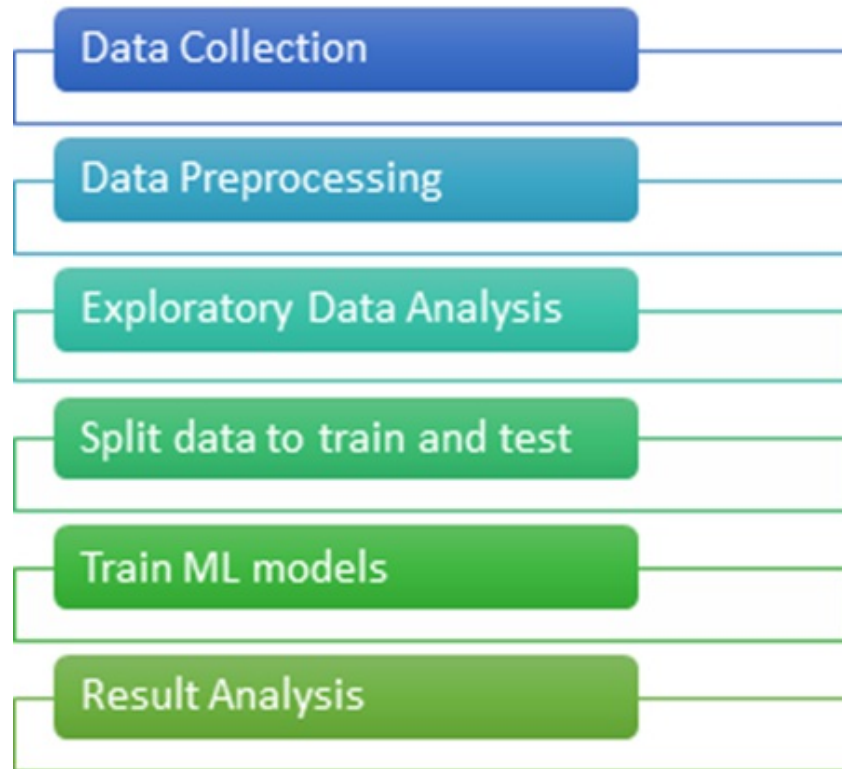 Data Collection
Data Preprocessing
Exploratory Data Analysis
Split data to train and test
Train ML models
Result Analysis